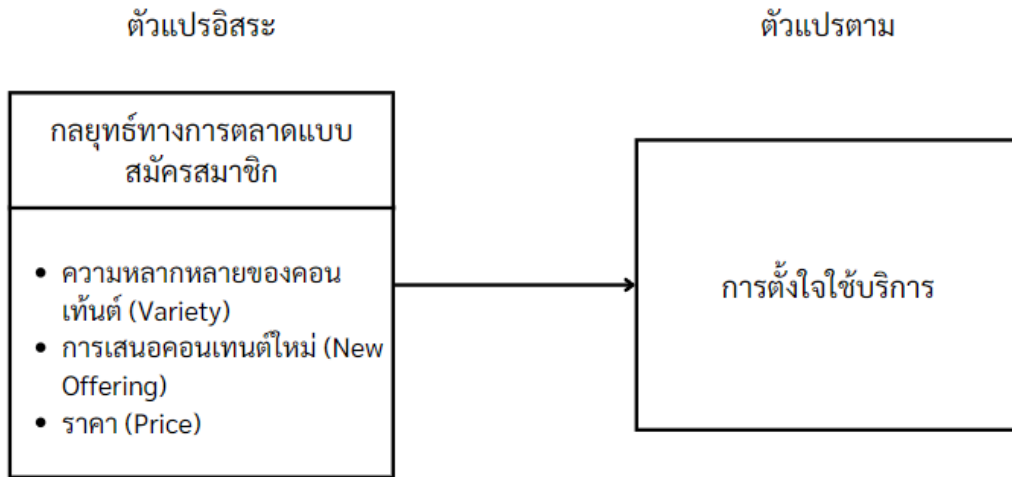 ตัวแปรอิสระ
ตัวแปรตาม
กลยุทธ์ทางการตลาดแบบ
สมัครสมาชิก
• ความหลากหลายของคอน
เท้นต์ (Variety)
• การเสนอคอนเทนต์ใหม่ (New
Offering)
• ราคา (Price)
การตั้งใจใช้บริการ